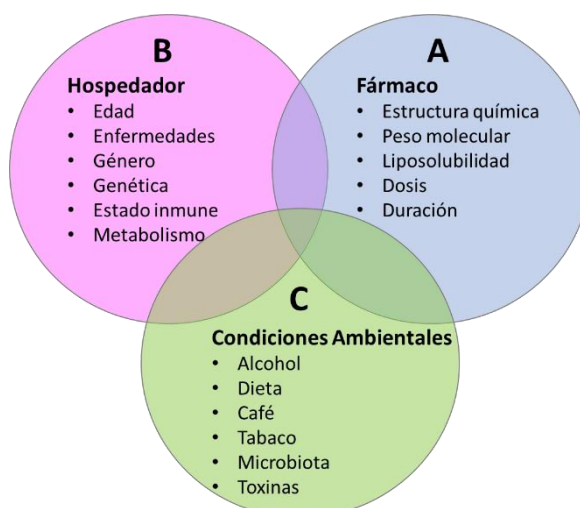 B
Hospedador
• Edad
• Enfermedades
• Género
• Genética
• Estado inmune
• Metabolismo
A
Fármaco
• Estructura química
• Peso molecular
• Liposolubilidad
• Dosis
• Duración
C
Condiciones Ambientales
• Alcohol
• Dieta
• Café
• Tabaco
• Microbiota
• Toxinas